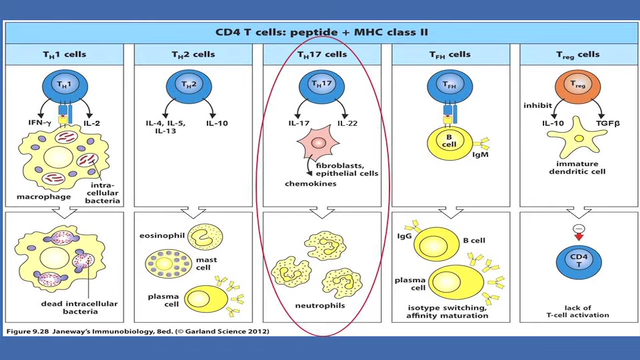 CD4 T cells: peptide + MHC class II
TH1 cells
TH2 cells
TH17 cells
TFH cells
Treg cells
TH1
IFN-γ
IL-2
macrophage
intra-
cellular
bacteria
TH2
IL-4, IL-5,
IL-13
IL-10
TH17
IL-17
IL-22
fibroblasts,
epithelial cells
chemokines
TFH
B
cell
IgM
Treg
inhibit
IL-10
TGFβ
immature
dendritic cell
dead intracellular
bacteria
eosinophil
mast
cell
plasma
cell
neutrophils
IgG
B cell
plasma
cell
isotype switching,
affinity maturation
CD4
T
lack of
T-cell activation
Figure 9.28 Janeway's Immunobiology, 8ed. (© Garland Science 2012)